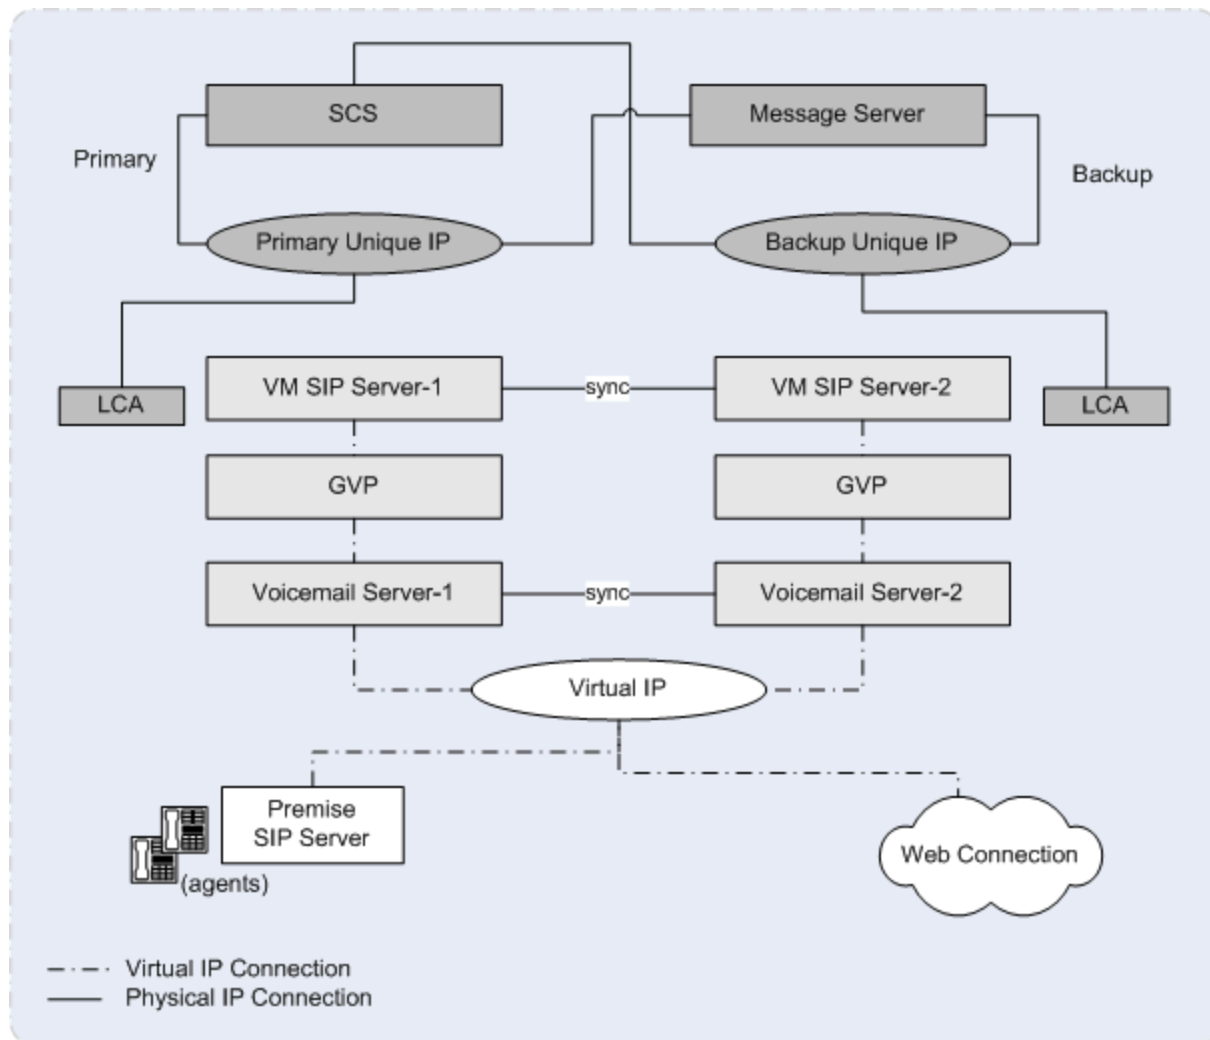 SCS
Message Server
Primary
Backup
Primary Unique IP
Backup Unique IP
VM SIP Server-1
sync
VM SIP Server-2
LCA
LCA
GVP
GVP
Voicemail Server-1
sync
Voicemail Server-2
Virtual IP
Premise
SIP Server
Web Connection
(agents)
Virtual IP Connection
Physical IP Connection